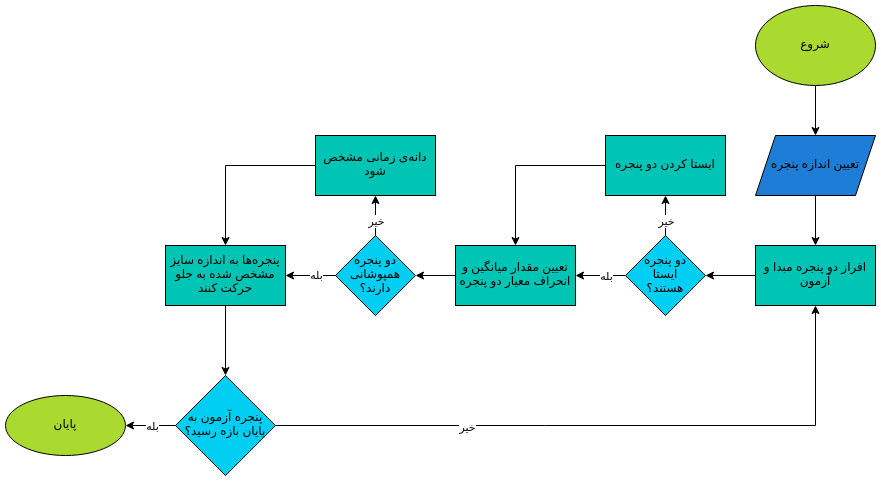 شروع
تعیین اندازه پنجره
افراز دو پنجره مبدا و
آزمون
دو پنجره
ایستا
هستند؟
خیر
ایستا کردن دو پنجره
بله
تعیین مقدار میانگین و
انحراف معیار دو پنجره
دو پنجره
همپوشانی
دارند؟
خیر
دانه‌ی زمانی مشخص
شود
بله
پنجره‌ها به اندازه سایز
مشخص شده به جلو
حرکت کنند
پنجره آزمون به
پایان بازه رسید؟
خیر
بله
پایان